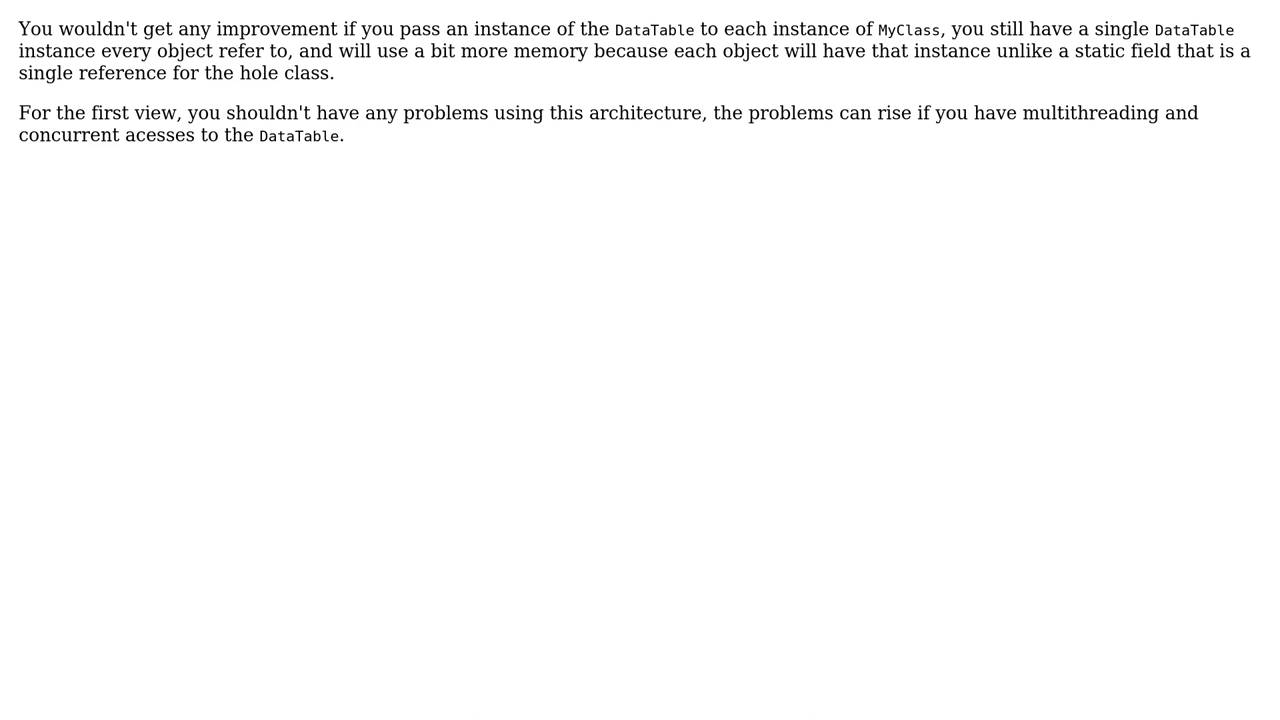 You wouldn't get any improvement if you pass an instance of the DataTable to each instance of MyClass, you still have a single DataTable
instance every object refer to, and will use a bit more memory because each object will have that instance unlike a static field that is a
single reference for the hole class.
For the first view, you shouldn't have any problems using this architecture, the problems can rise if you have multithreading and
concurrent acesses to the DataTable.